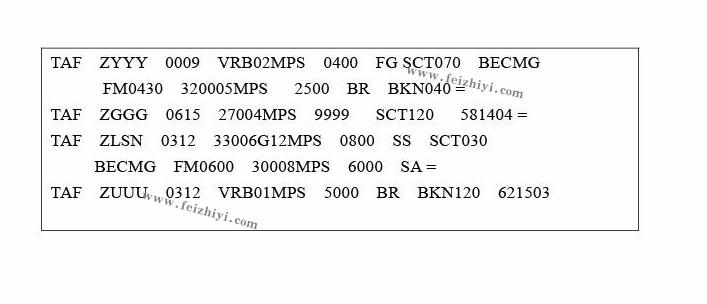 TAF ZYYY 0009 VRB02MPS 0400 FG SCT070 BECMG
FM0430 320005MPS 2500 BR BKN040 =
TAF ZGGG 0615 27004MPS 9999 SCT120 581404 =
TAF ZLSN 0312 33006G12MPS 0800 SS SCT030
BECMG FM0600 30008MPS 6000 SA =
TAF ZUUU 0312 VRB01MPS 5000 BR BKN120 621503
www.feizhiyi.com
www.feizhiyi.com